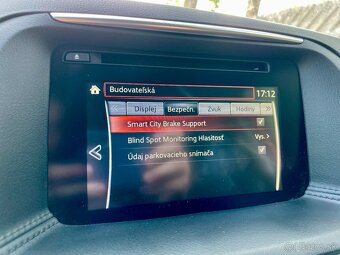 Budovateľská
17:12
Displej
Bezpečn.
Zvuk
Hodiny
Smart City Brake Support
Blind Spot Monitoring Hlasitosť
Vys.
Údaj parkovacieho snímača